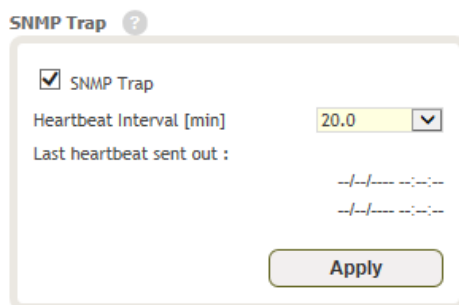 SNMP Trap ?
SNMP Trap
Heartbeat Interval [min] 20.0
Last heartbeat sent out :
--/--/---- --:--:--
--/--/---- --:--:--
Apply